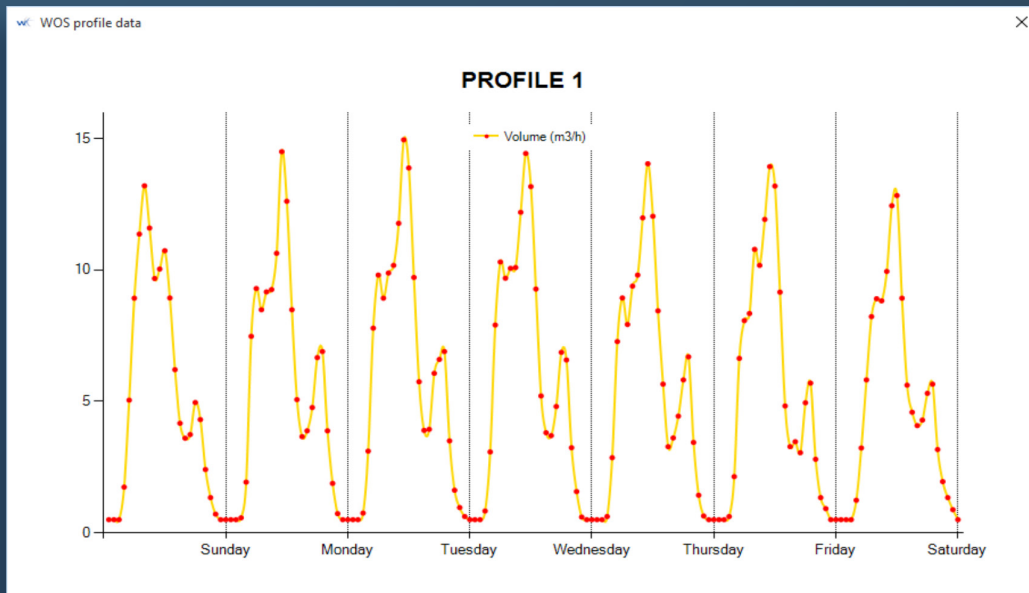 WOS profile data
PROFILE 1
Volume (m3/h)
15
10
5
0
Sunday Monday Tuesday Wednesday Thursday Friday Saturday